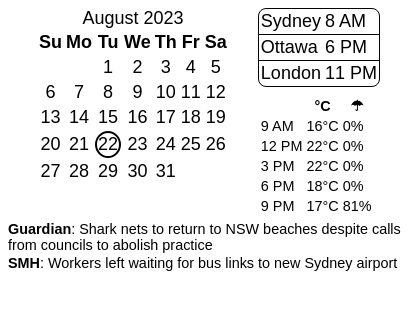 August 2023
Su Mo Tu We Th Fr Sa
1 2 3 4 5
6 7 8 9 10 11 12
13 14 15 16 17 18 19
20 21 22 23 24 25 26
27 28 29 30 31
Sydney 8 AM
Ottawa 6 PM
London 11 PM
°C ☂
9 AM 16°C 0%
12 PM 22°C 0%
3 PM 22°C 0%
6 PM 18°C 0%
9 PM 17°C 81%
Guardian: Shark nets to return to NSW beaches despite calls
from councils to abolish practice
SMH: Workers left waiting for bus links to new Sydney airport